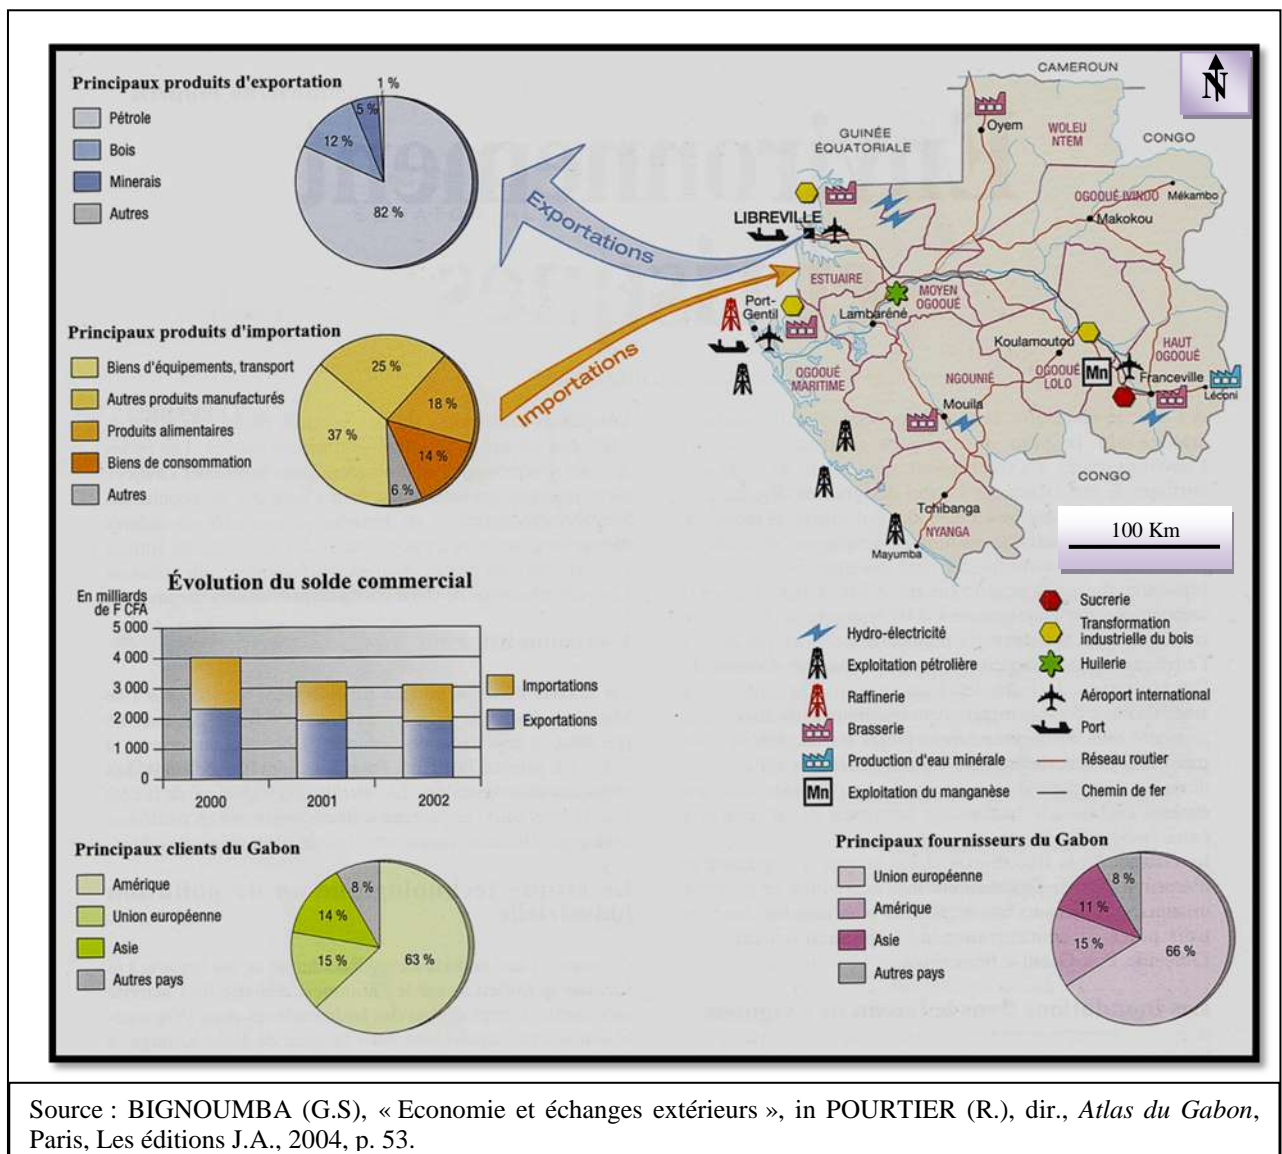 Principaux produits d'exportation
Pétrole
Bois
Minerais
Autres
1 %
5 %
12 %
82 %
Exportations
Importations
Principaux produits d'importation
Biens d'équipements, transport
Autres produits manufacturés
Produits alimentaires
Biens de consommation
Autres
25 %
18 %
37 %
14 %
6 %
N
CAMEROUN
GUINÉE
ÉQUATORIALE
CONGO
Oyem
WOLEU
NTEM
OGOOUÉ-IVINDO
Mékambo
Makokou
LIBREVILLE
ESTUAIRE
MOYEN
OGOOUÉ
Port-
Gentil
Lambaréné
Koulamoutou
HAUT
OGOOUÉ
OGOOUÉ
MARITIME
NGOUNIÉ
OGOOUÉ
LOLO
Mn
Franceville
Léconi
Mouila
CONGO
Tchibanga
NYANGA
Mayumba
100 Km
Évolution du solde commercial
En milliards
de F CFA
5 000
4 000
3 000
2 000
1 000
0
2000
2001
2002
Importations
Exportations
Hydro-électricité
Exploitation pétrolière
Raffinerie
Brasserie
Production d'eau minérale
Mn
Exploitation du manganèse
Sucrerie
Transformation
industrielle du bois
Huilerie
Aéroport international
Port
Réseau routier
Chemin de fer
Principaux clients du Gabon
Amérique
Union européenne
Asie
Autres pays
8 %
14 %
15 %
63 %
Principaux fournisseurs du Gabon
Union européenne
Amérique
Asie
Autres pays
8 %
11 %
15 %
66 %
Source : BIGNOUMBA (G.S), « Economie et échanges extérieurs », in POURTIER (R.), dir., Atlas du Gabon,
Paris, Les éditions J.A., 2004, p. 53.